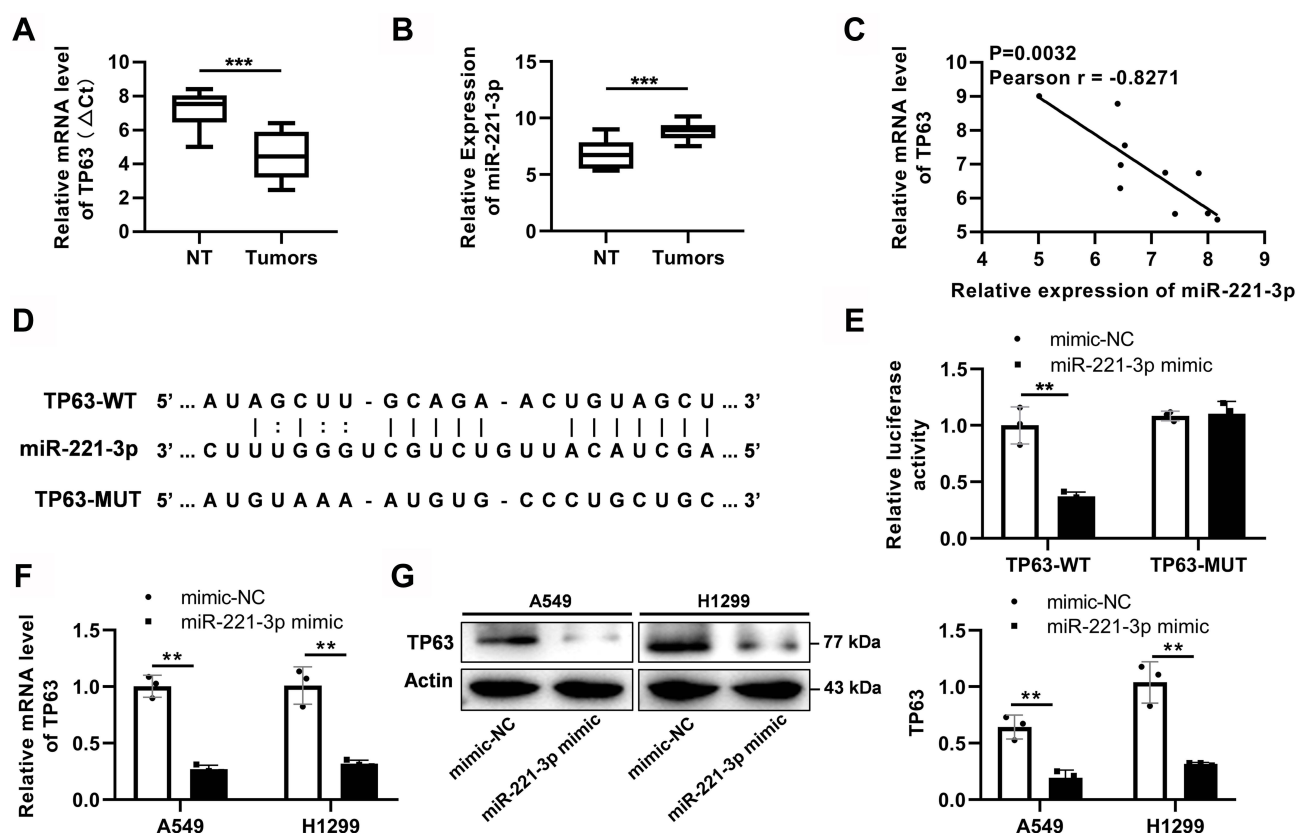 A
Relative mRNA level
of TP63 (△Ct)
10
8
6
4
2
0
***
NT
Tumors
B
Relative Expression
of miR-221-3p
15
10
5
0
***
NT
Tumors
C
P=0.0032
Pearson r = -0.8271
Relative mRNA level
of TP63
10
9
8
7
6
5
4
5
6
7
8
9
Relative expression of miR-221-3p
D
TP63-WT 5’ ... A U A G C U U - G C A G A - A C U G U A G C U ... 3’
| : | : : | | | | | | | | | | | |
miR-221-3p 3’ ... C U U U G G G U C G U C U G U U A C A U C G A ... 5’
TP63-MUT 5’ ... A U G U A A A - A U G U G - C C C U G C U G C ... 3’
E
mimic-NC
miR-221-3p mimic
Relative luciferase
activity
1.5
1.0
0.5
0.0
**
TP63-WT
TP63-MUT
F
mimic-NC
miR-221-3p mimic
Relative mRNA level
of TP63
1.5
1.0
0.5
0.0
**
**
A549
H1299
G
A549
H1299
TP63
77 kDa
Actin
43 kDa
mimic-NC
miR-221-3p mimic
mimic-NC
miR-221-3p mimic
mimic-NC
miR-221-3p mimic
TP63
1.5
1.0
0.5
0.0
**
**
A549
H1299